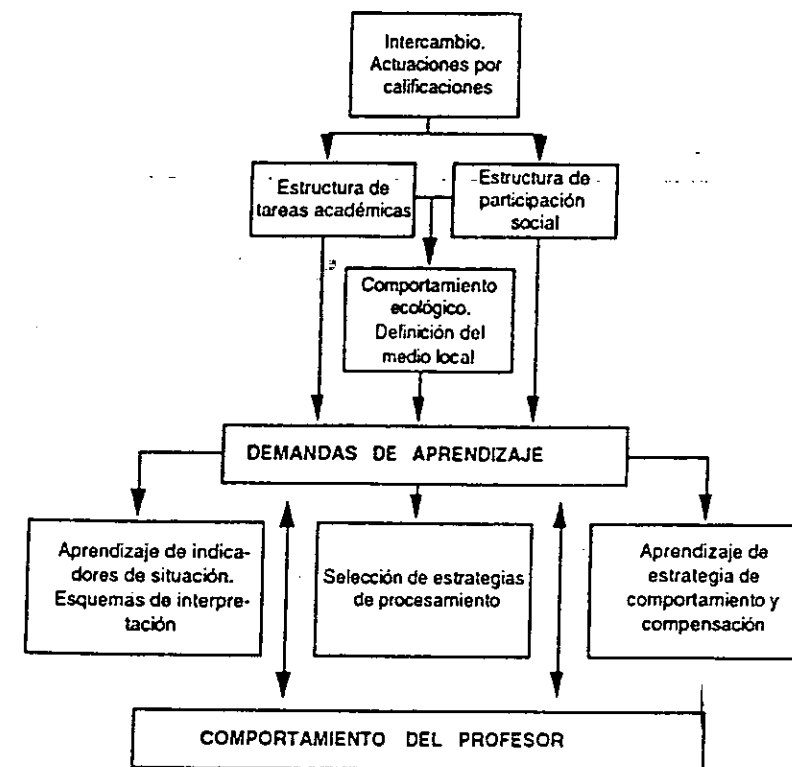 Intercambio.
Actuaciones por
calificaciones
Estructura de
tareas académicas
Estructura de
participación
social
Comportamiento
ecológico.
Definición del
medio local
DEMANDAS DE APRENDIZAJE
Aprendizaje de indica-
dores de situación.
Esquemas de interpre-
tación
Selección de estrategias
de procesamiento
Aprendizaje de
estrategia de
comportamiento y
compensación
COMPORTAMIENTO DEL PROFESOR